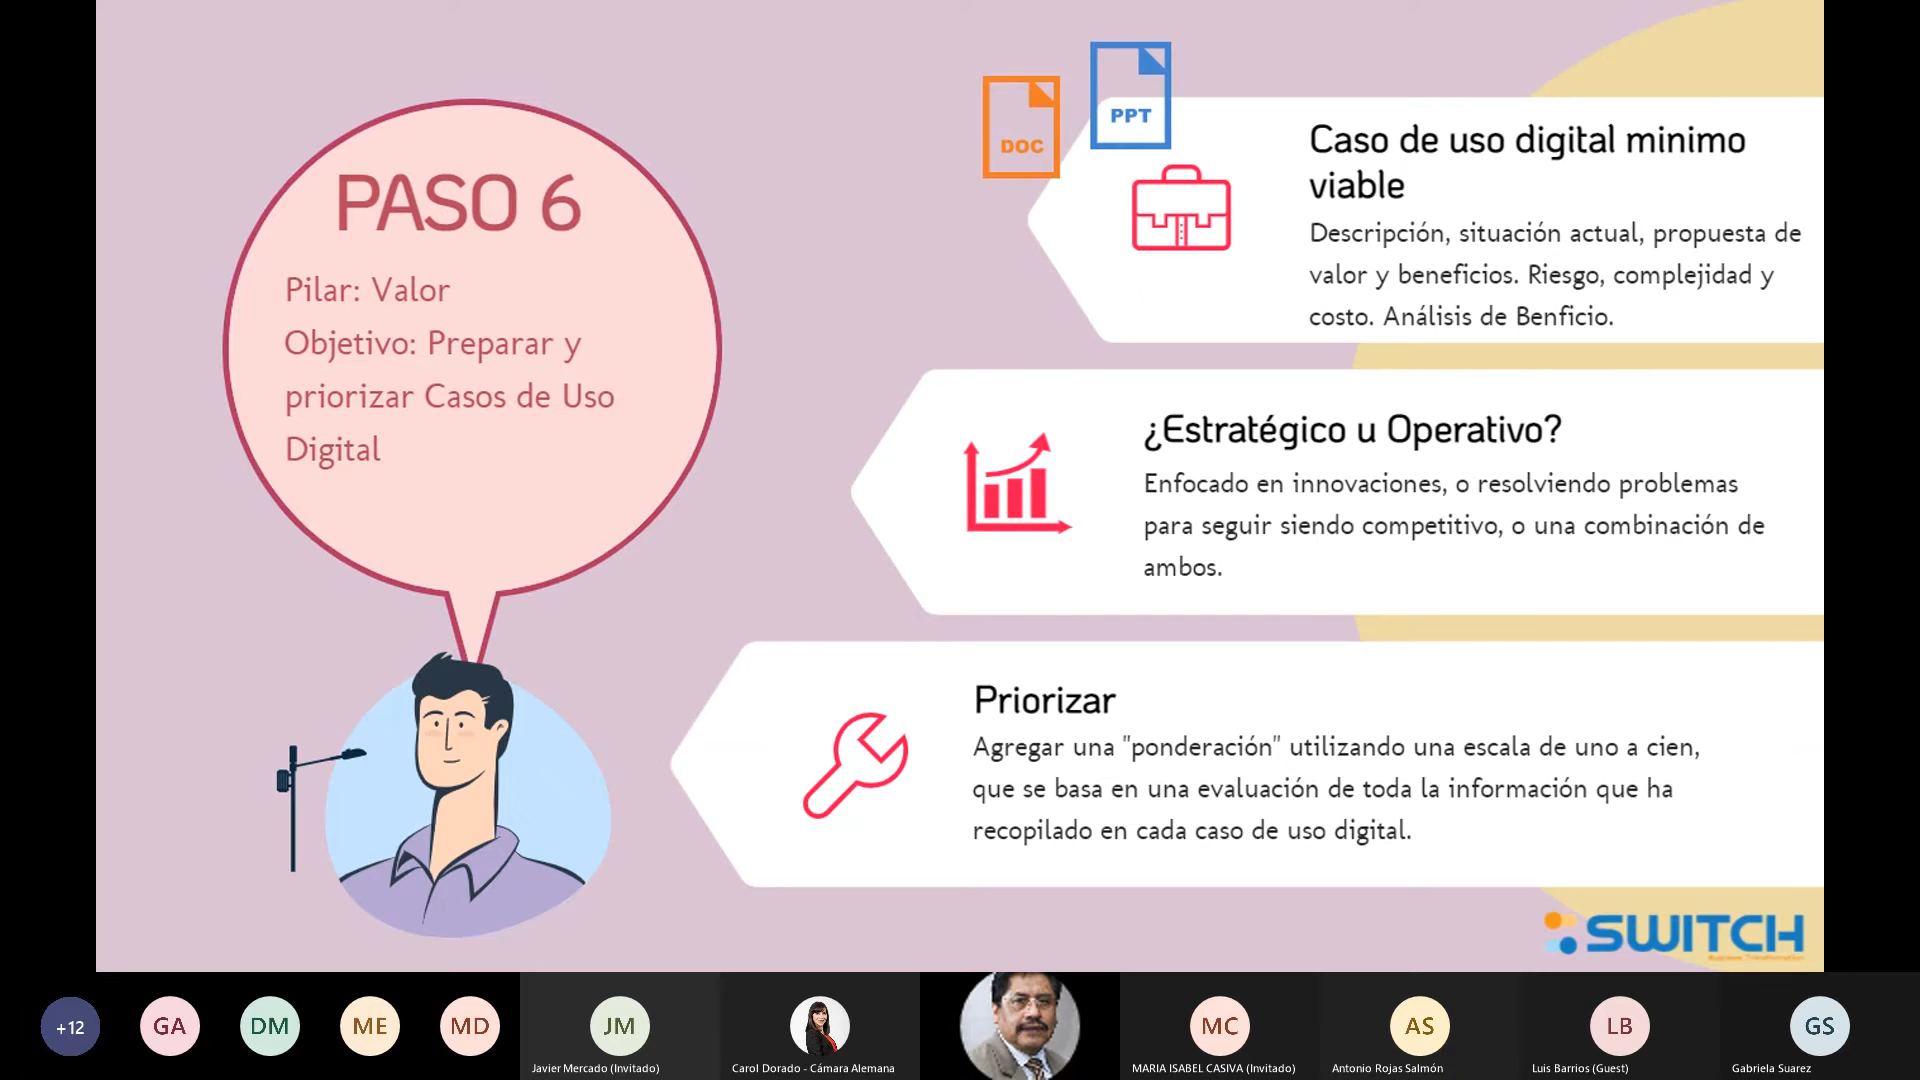 PASO 6
Pilar: Valor
Objetivo: Preparar y
priorizar Casos de Uso
Digital
DOC
PPT
Caso de uso digital minimo
viable
Descripción, situación actual, propuesta de
valor y beneficios. Riesgo, complejidad y
costo. Análisis de Benficio.
¿Estratégico u Operativo?
Enfocado en innovaciones, o resolviendo problemas
para seguir siendo competitivo, o una combinación de
ambos.
Priorizar
Agregar una "ponderación" utilizando una escala de uno a cien,
que se basa en una evaluación de toda la información que ha
recopilado en cada caso de uso digital.
SWITCH
+12
GA
DM
ME
MD
JM
Javier Mercado (Invitado)
Carol Dorado - Cámara Alemana
MC
MARIA ISABEL CASIVA (Invitado)
AS
Antonio Rojas Salmón
LB
Luis Barrios (Guest)
GS
Gabriela Suarez